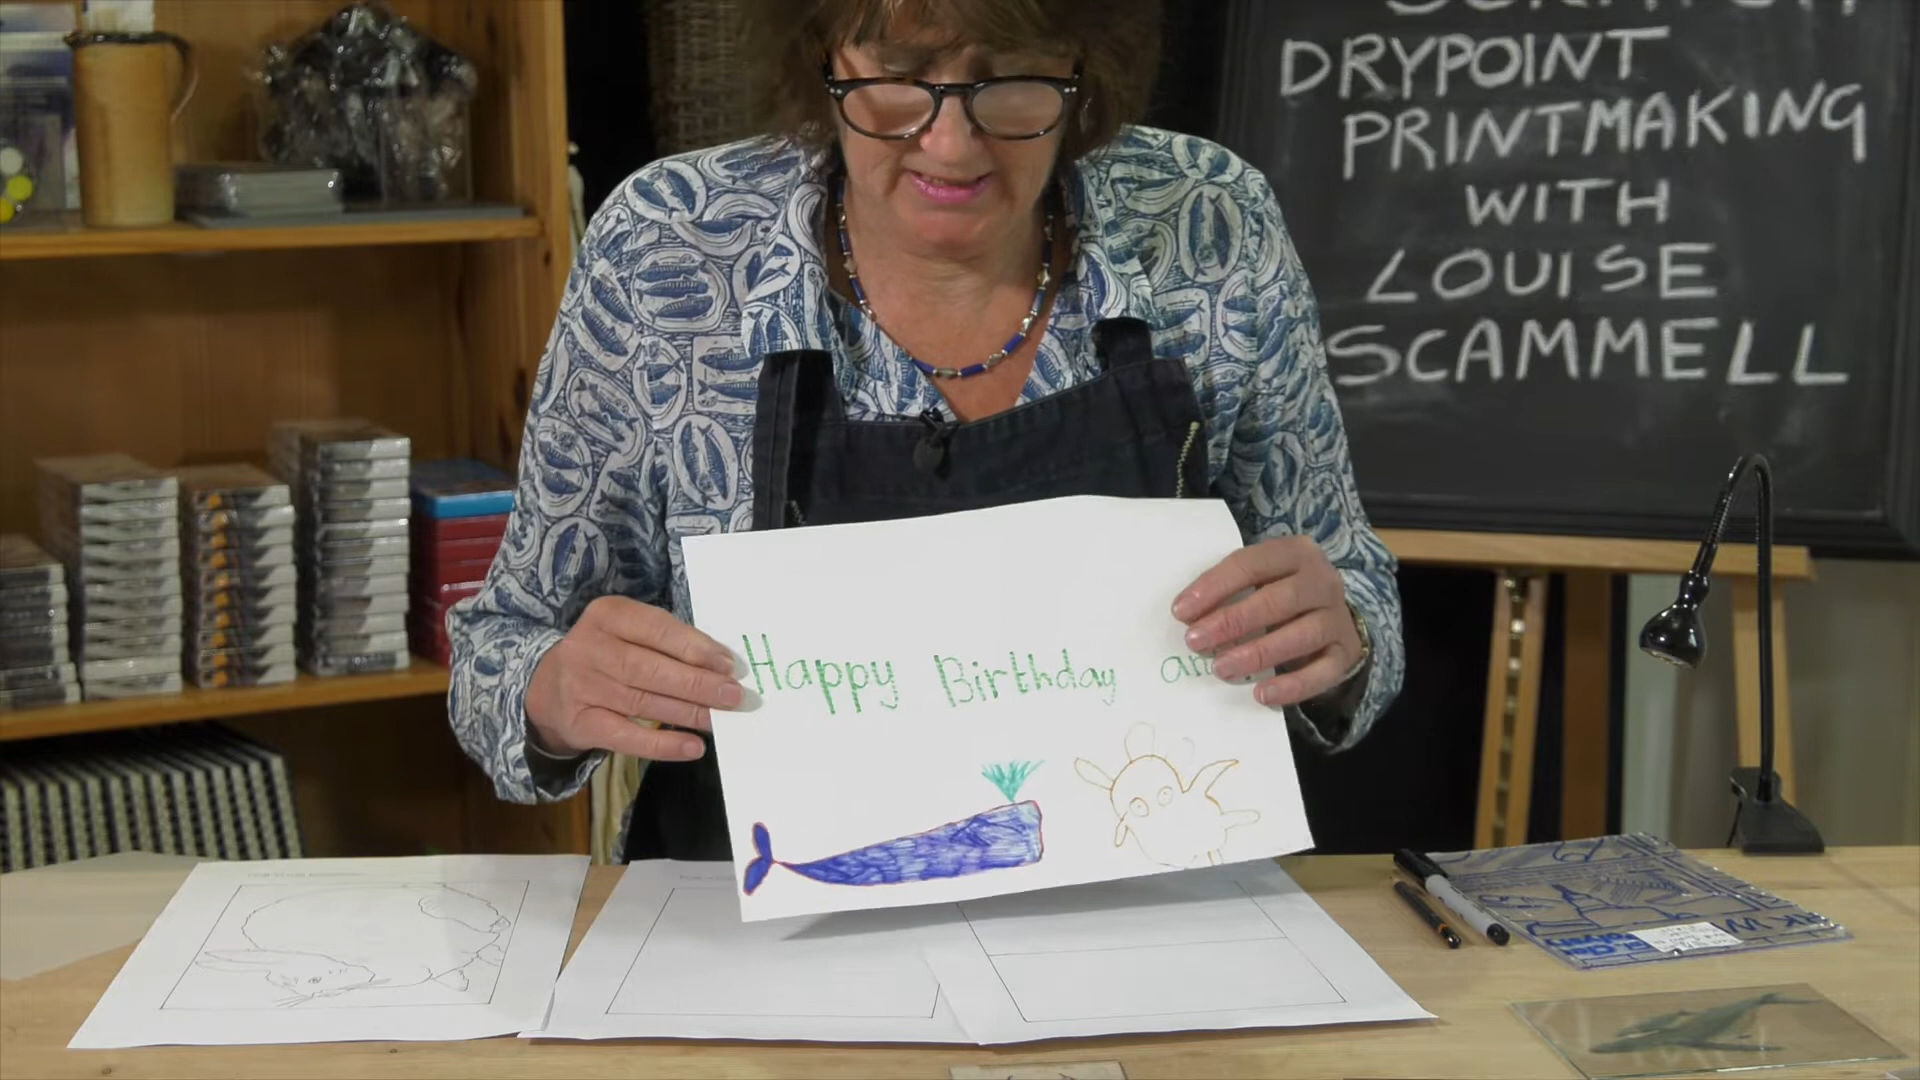 DRYPOINT
PRINTMAKING
WITH
LOUISE
SCAMMELL
Happy Birthday